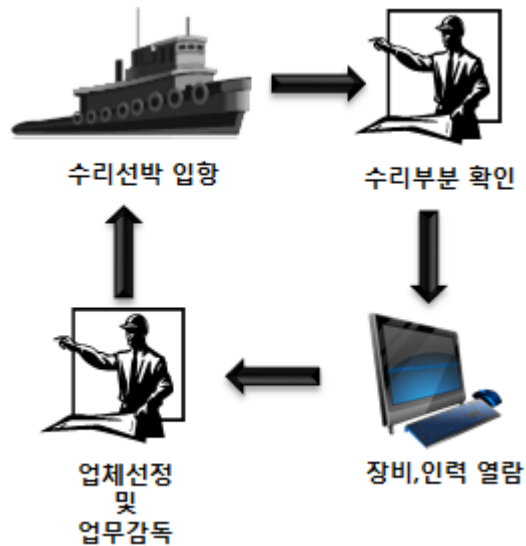 수리선박 입항
수리부분 확인
장비,인력 열람
업체선정
및
업무감독